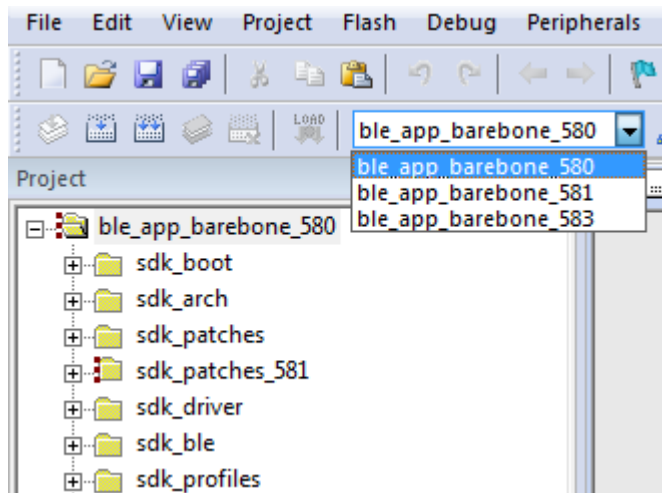 File Edit View Project Flash Debug Peripherals
LOAD
ble_app_barebone_580
ble_app_barebone_580
ble_app_barebone_581
ble_app_barebone_583
Project
ble_app_barebone_580
sdk_boot
sdk_arch
sdk_patches
sdk_patches_581
sdk_driver
sdk_ble
sdk_profiles